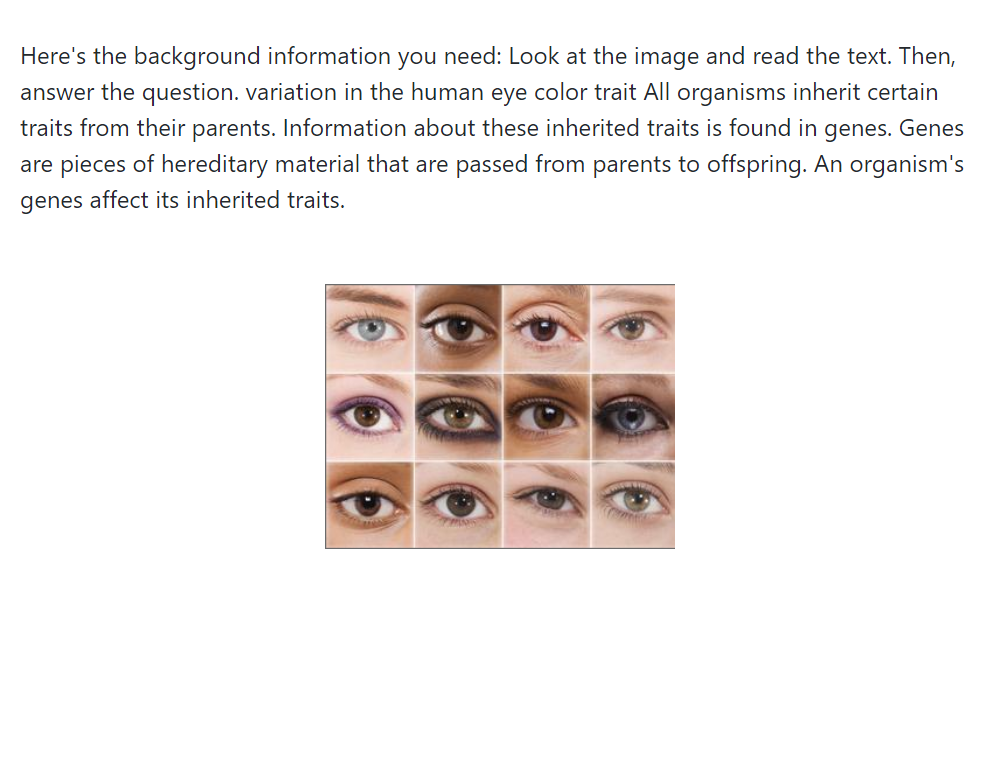 Here's the background information you need: Look at the image and read the text. Then,
answer the question. variation in the human eye color trait All organisms inherit certain
traits from their parents. Information about these inherited traits is found in genes. Genes
are pieces of hereditary material that are passed from parents to offspring. An organism's
genes affect its inherited traits.